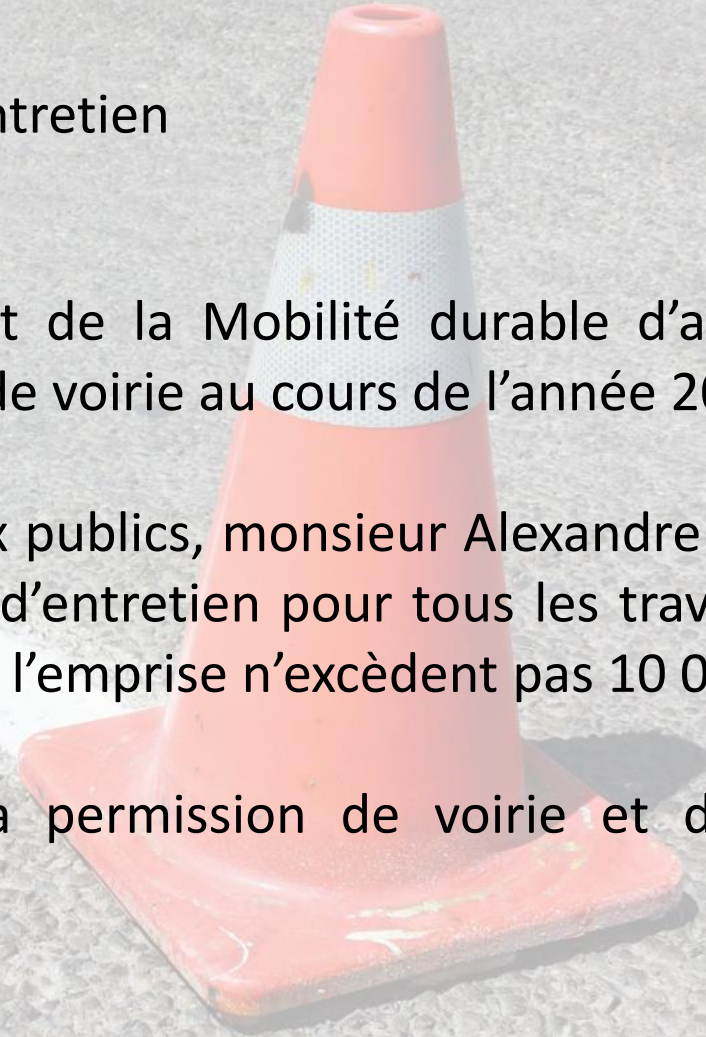 ntretien
t de la Mobilité durable d’a
de voirie au cours de l’année 20
x publics, monsieur Alexandre
d’entretien pour tous les trav
l’emprise n’excèdent pas 10 0
a permission de voirie et d